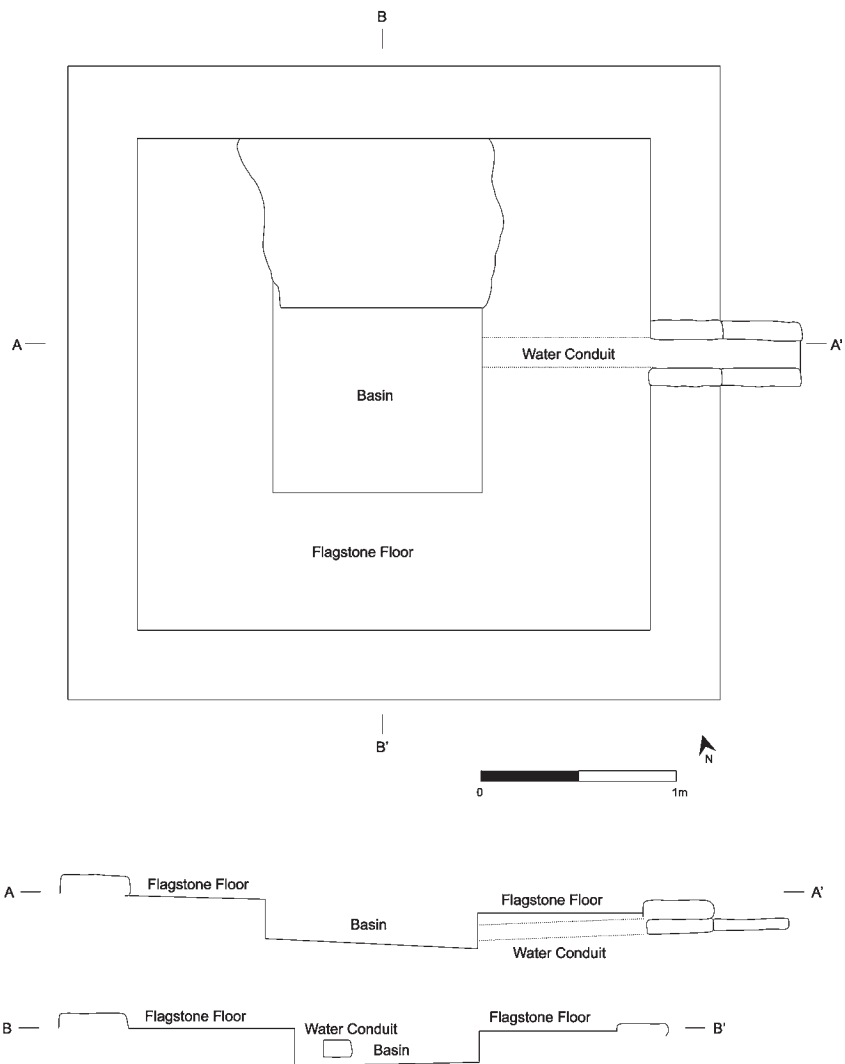 B
A
A'
Water Conduit
Basin
Flagstone Floor
B'
N
0 1m
A Flagstone Floor Flagstone Floor A'
Basin
Water Conduit
B Flagstone Floor Water Conduit Flagstone Floor B'
Basin